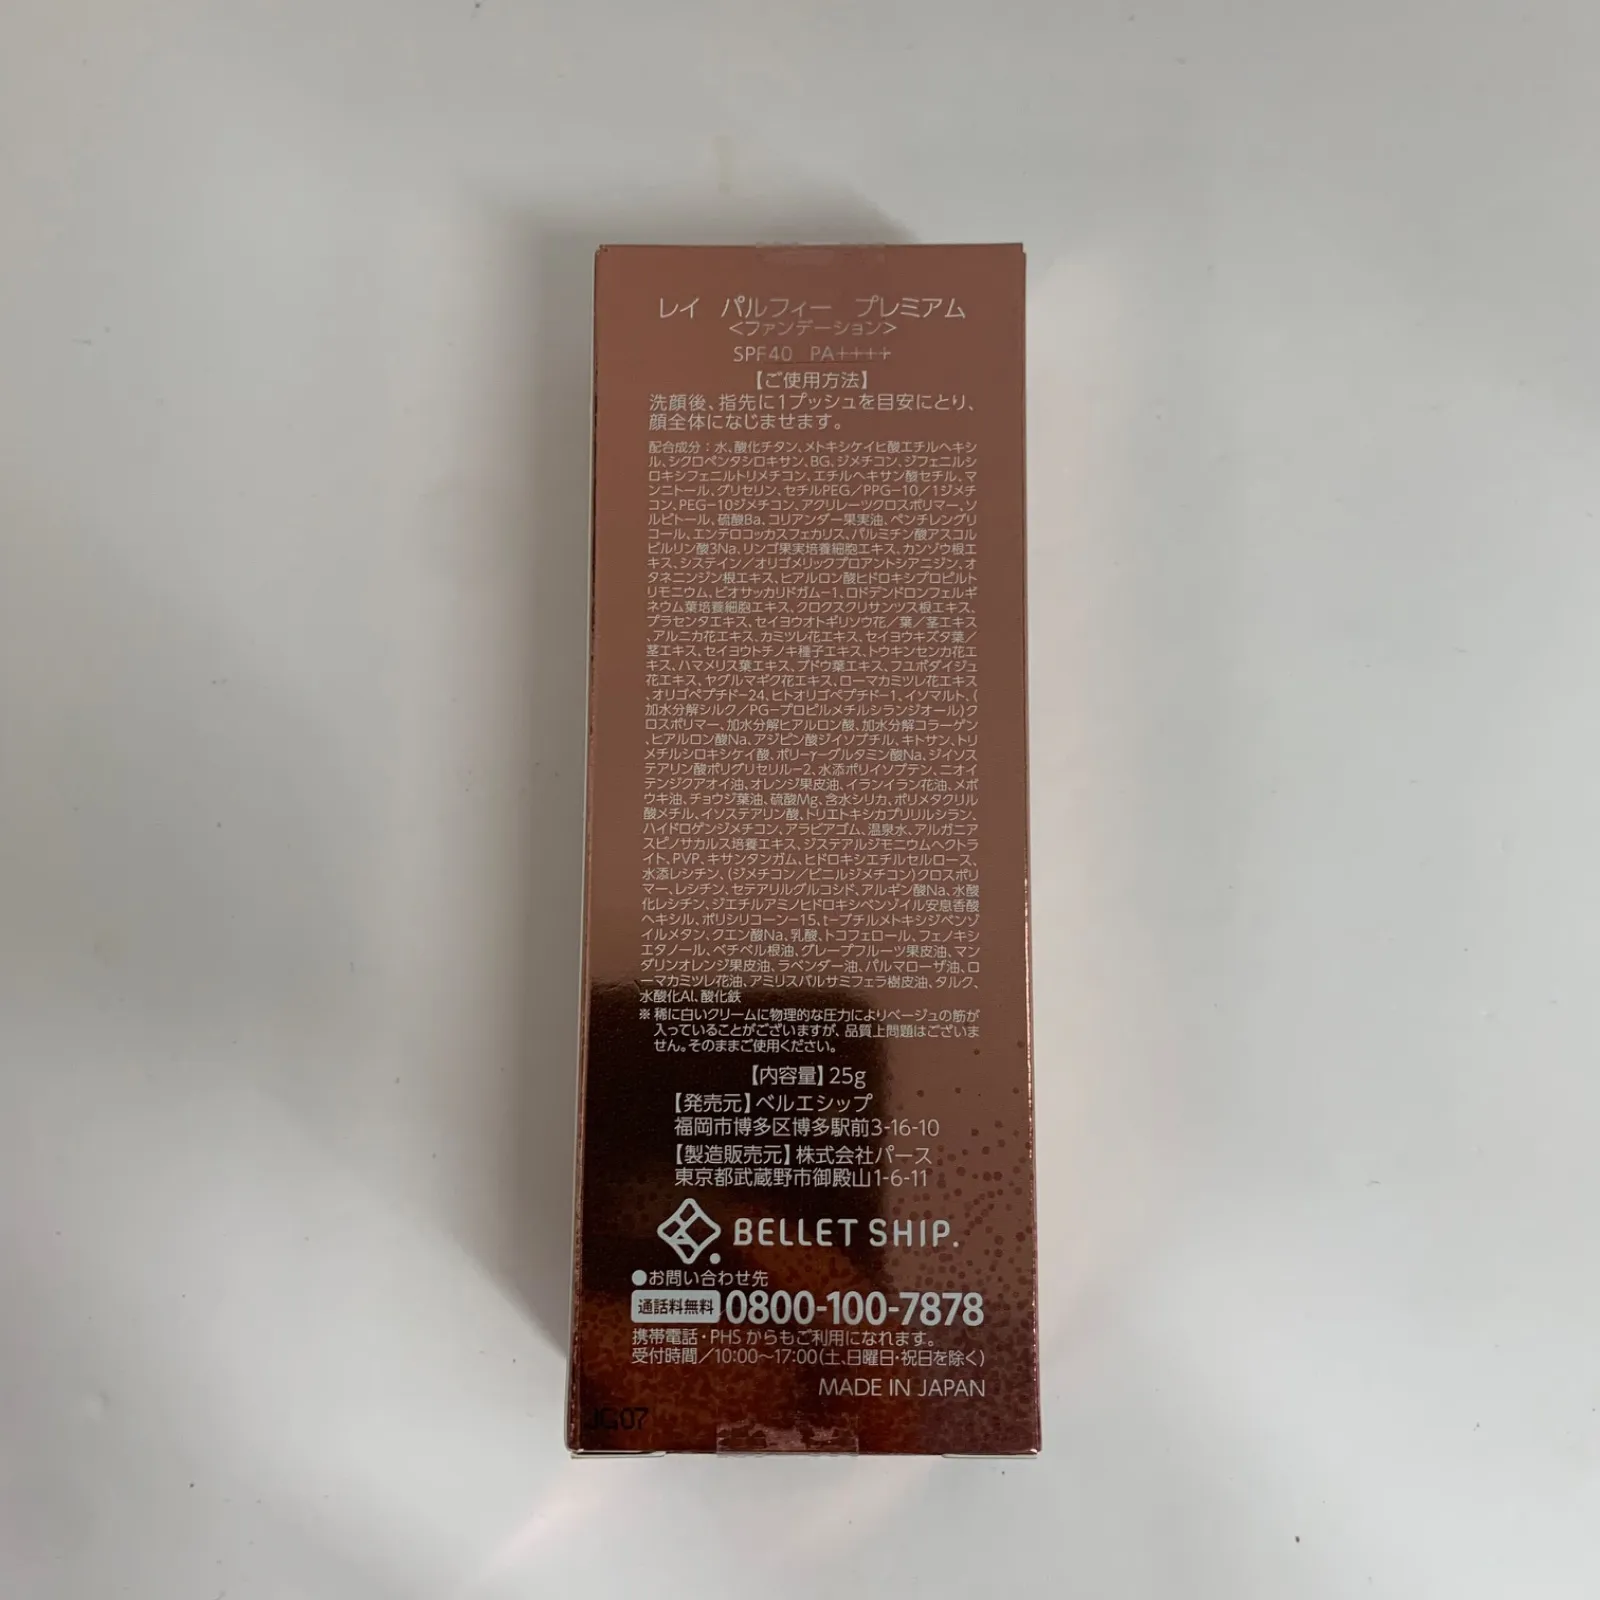 レイ パルフィー プレミアム
<ファンデーション>
SPF40 PA++++
【ご使用方法】
洗顔後、指先に1プッシュを目安にとり、
顔全体になじませます。
配合成分：水、酸化チタン、メトキシケイヒ酸エチルヘキシ
ル、シクロペンタシロキサン、BG、ジメチコン、ジフェニルシ
ロキシフェニルトリメチコン、エチルヘキサン酸セチル、マ
ンニトール、グリセリン、セチルPEG／PPG-10／1ジメチ
コン、PEG-10ジメチコン、アクリレーツクロスポリマー、ソ
ルビトール、硫酸Ba、コリアンダー果実油、ペンチレングリ
コール、エンテロコッカスフェカリス、パルミチン酸アスコル
ビルリン酸3Na、リンゴ果実培養細胞エキス、カンゾウ根エ
キス、システイン／オリゴメリックプロアントシアニジン、オ
タネニンジン根エキス、ヒアルロン酸ヒドロキシプロピルト
リモニウム、ビオサッカリドガム-1、ロドデンドロンフェルギ
ネウム葉培養細胞エキス、クロクスクリサンツス根エキス、
プラセンタエキス、セイヨウオトギリソウ花／葉／茎エキス
、アルニカ花エキス、カミツレ花エキス、セイヨウキズタ葉／
茎エキス、セイヨウトチノキ種子エキス、トウキンセンカ花エ
キス、ハマメリス葉エキス、ブドウ葉エキス、フユボダイジュ
花エキス、ヤグルマギク花エキス、ローマカミツレ花エキス
、オリゴペプチド-24、ヒトオリゴペプチド-1、イソマルト、(
加水分解シルク／PG-プロピルメチルシランジオール)ク
ロスポリマー、加水分解ヒアルロン酸、加水分解コラーゲン
、ヒアルロン酸Na、アジピン酸ジイソブチル、キトサン、トリ
メチルシロキシケイ酸、ポリ-γ-グルタミン酸Na、ジイソス
テアリン酸ポリグリセリル-2、水添ポリイソブテン、ニオイ
テンジクアオイ油、オレンジ果皮油、イランイラン花油、メボ
ウキ油、チョウジ葉油、硫酸Mg、含水シリカ、ポリメタクリル
酸メチル、イソステアリン酸、トリエトキシカプリリルシラン、
ハイドロゲンジメチコン、アラビアゴム、温泉水、アルガニア
スピノサカルス培養エキス、ジステアルジモニウムヘクトラ
イト、PVP、キサンタンガム、ヒドロキシエチルセルロース、
水添レシチン、(ジメチコン／ビニルジメチコン)クロスポリ
マー、レシチン、セテアリルグルコシド、アルギン酸Na、水酸
化レシチン、ジエチルアミノヒドロキシベンゾイル安息香酸
ヘキシル、ポリシリコーン-15、t-ブチルメトキシジベンゾ
イルメタン、クエン酸Na、乳酸、トコフェロール、フェノキシ
エタノール、ベチベル根油、グレープフルーツ果皮油、マン
ダリンオレンジ果皮油、ラベンダー油、パルマローザ油、ロ
ーマカミツレ花油、アミリスバルサミフェラ樹皮油、タルク、
水酸化Al、酸化鉄
※稀に白いクリームに物理的な圧力によりベージュの筋が
入っていることがございますが、品質上問題はございま
せん。そのままご使用ください。
【内容量】25g
【発売元】ベルエシップ
福岡市博多区博多駅前3-16-10
【製造販売元】株式会社パース
東京都武蔵野市御殿山1-6-11
BELLET SHIP.
●お問い合わせ先
通話料無料 0800-100-7878
携帯電話・PHSからもご利用になれます。
受付時間／10:00～17:00(土、日曜日・祝日を除く)
MADE IN JAPAN
JG07